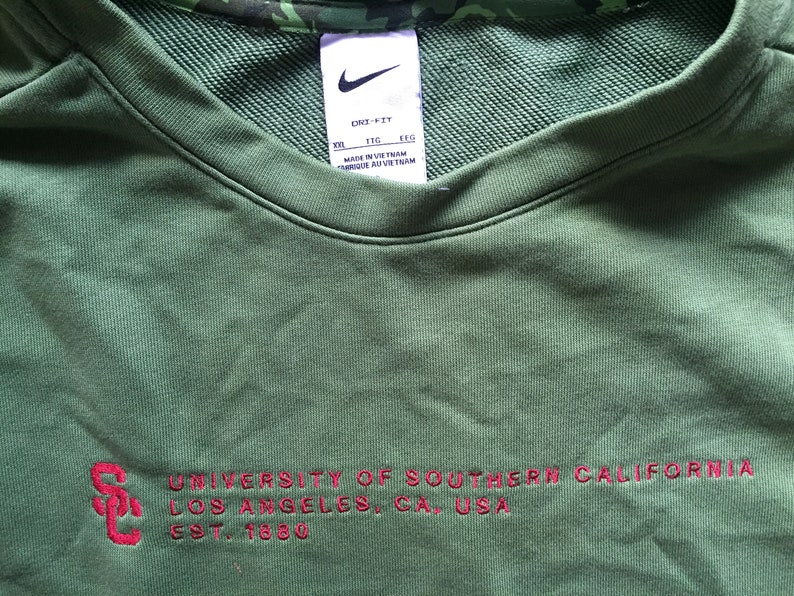 DRI-FIT
XXL TTG EEG
MADE IN VIETNAM
FABRIQUE AU VIETNAM
SC UNIVERSITY OF SOUTHERN CALIFORNIA
LOS ANGELES, CA, USA
EST. 1880